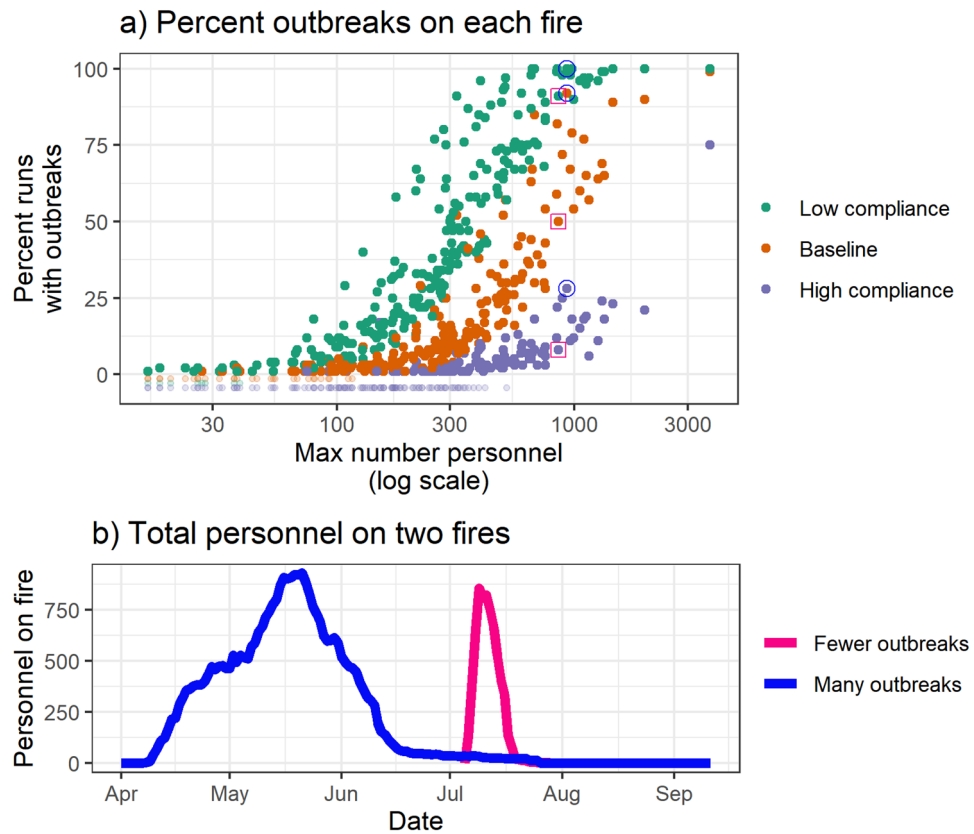 a) Percent outbreaks on each fire
Percent runs
with outbreaks
100
75
50
25
0
30
100
300
1000
3000
Max number personnel
(log scale)
Low compliance
Baseline
High compliance
b) Total personnel on two fires
Personnel on fire
750
500
250
0
Apr
May
Jun
Jul
Aug
Sep
Date
Fewer outbreaks
Many outbreaks